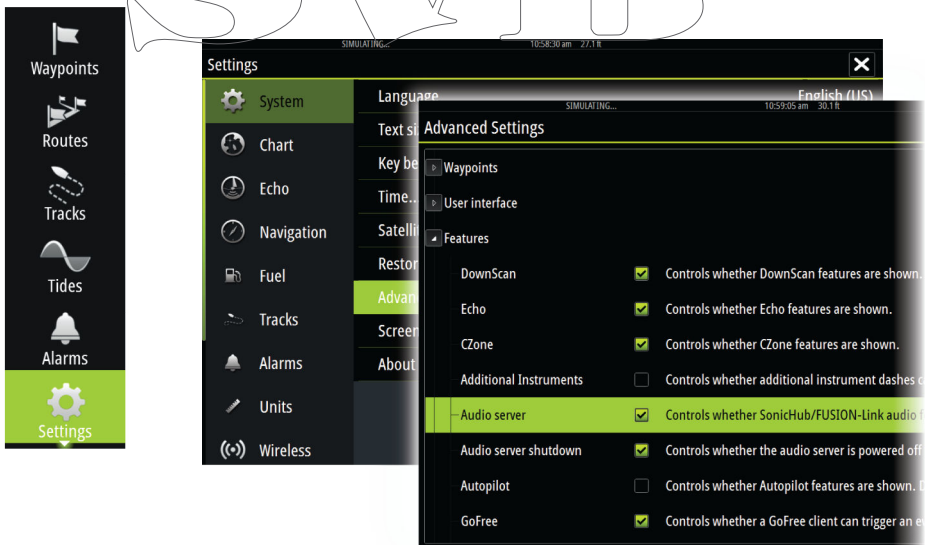 SVB
Waypoints
Routes
Tracks
Tides
Alarms
Settings
SIMULATING... 10:58:30 am 27.1 ft
Settings
System
Chart
Echo
Navigation
Fuel
Tracks
Alarms
Units
Wireless
Language English (US)
Text si
Key be
Time...
Satelli
Restor
Advan
Screen
About
SIMULATING... 10:59:05 am 30.1 ft
Advanced Settings
Waypoints
User interface
Features
DownScan Controls whether DownScan features are shown.
Echo Controls whether Echo features are shown.
CZone Controls whether CZone features are shown.
Additional Instruments Controls whether additional instrument dashes c
Audio server Controls whether SonicHub/FUSION-Link audio f
Audio server shutdown Controls whether the audio server is powered off
Autopilot Controls whether Autopilot features are shown. D
GoFree Controls whether a GoFree client can trigger an e